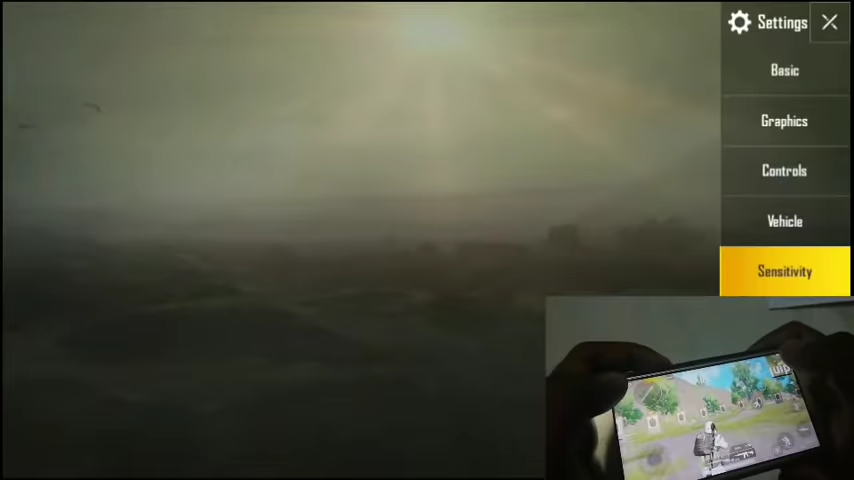 Settings
Basic
Graphics
Controls
Vehicle
Sensitivity